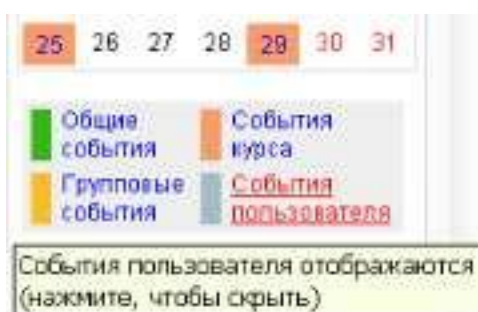 25 26 27 28 29 30 31
Общие события
События курса
Групповые события
События пользователя
События пользователя отображаются
(нажмите, чтобы скрыть)